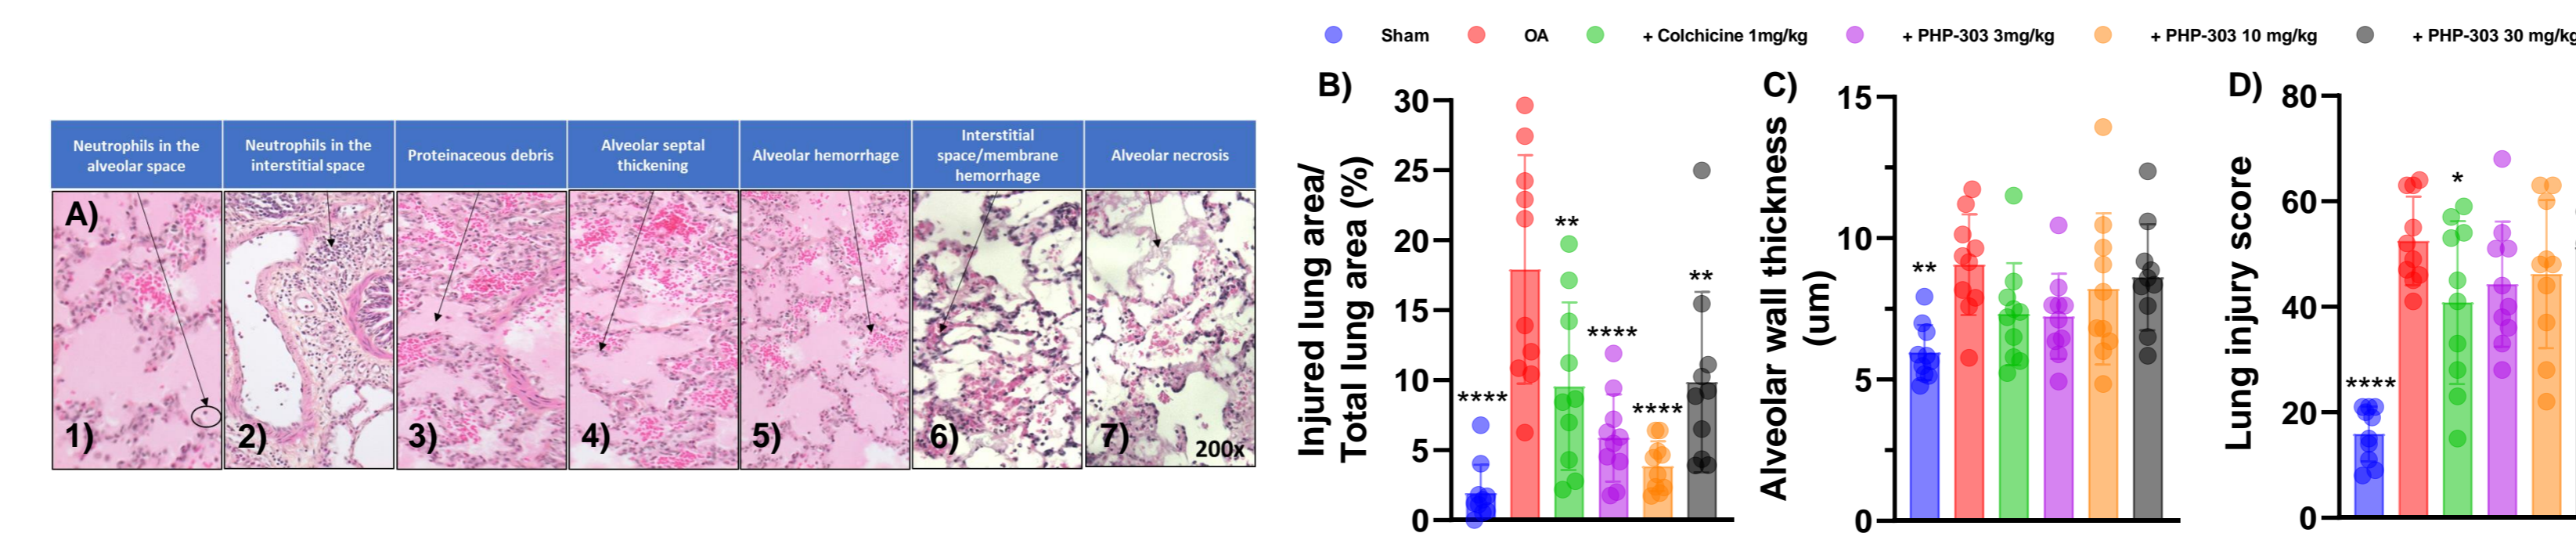 Sham OA + Colchicine 1mg/kg + PHP-303 3mg/kg + PHP-303 10 mg/kg + PHP-303 30 mg/kg
Neutrophils in the
alveolar space
Neutrophils in the
interstitial space
Proteinaceous debris
Alveolar septal
thickening
Alveolar hemorrhage
Interstitial
space/membrane
hemorrhage
Alveolar necrosis
A)
1)
2)
3)
4)
5)
6)
7)
200x
B)
Injured lung area/
Total lung area (%)
30
25
20
15
10
5
0
****
**
****
****
**
C)
Alveolar wall thickness
(um)
15
10
5
0
**
D)
Lung injury score
80
60
40
20
0
****
*